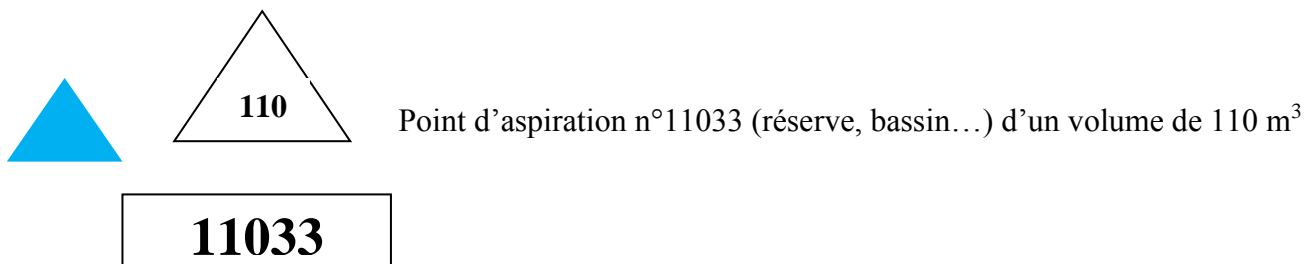 110
Point d’aspiration n°11033 (réserve, bassin…) d’un volume de 110 m³
11033